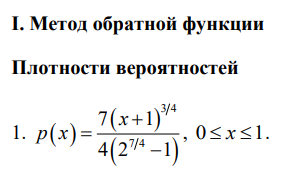 I. Метод обратной функции
Плотности вероятностей
1. p(x) = 7(x+1)^{3/4} / 4(2^{7/4} −1), 0 ≤ x ≤ 1.